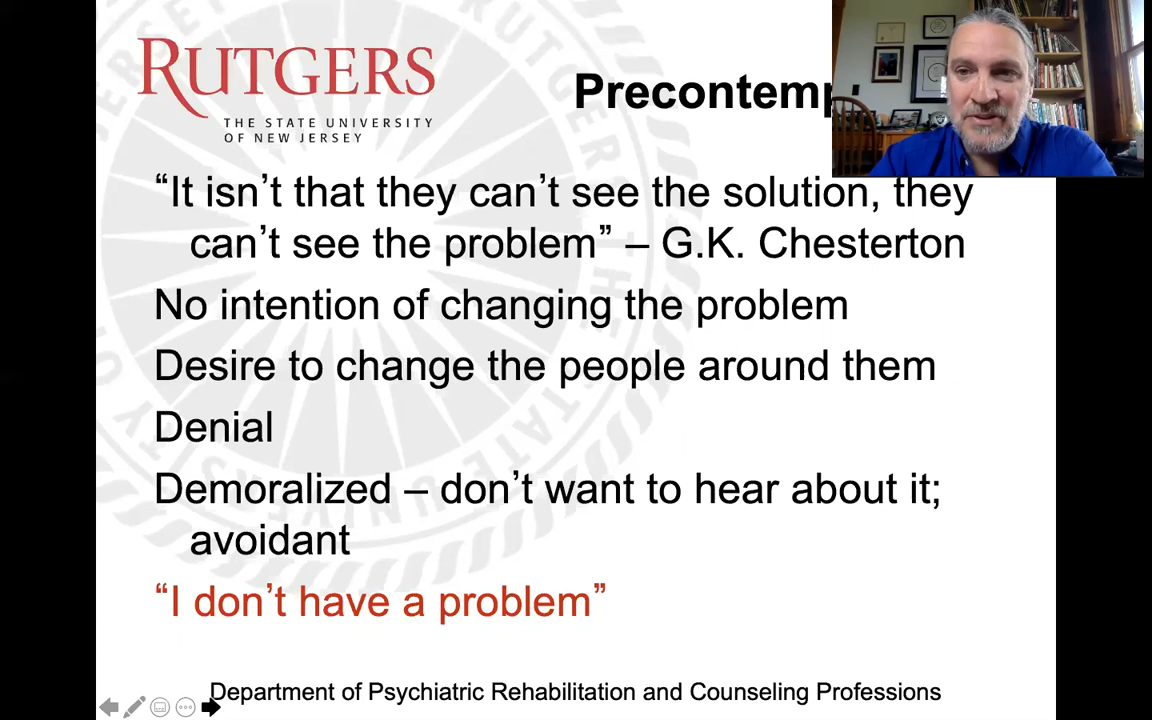 RUTGERS
THE STATE UNIVERSITY
OF NEW JERSEY
“It isn’t that they can’t see the solution, they
can’t see the problem” – G.K. Chesterton
No intention of changing the problem
Desire to change the people around them
Denial
Demoralized – don’t want to hear about it;
avoidant
“I don’t have a problem”
Department of Psychiatric Rehabilitation and Counseling Professions